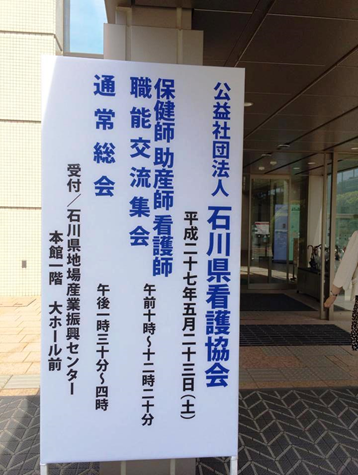 公益社団法人 石川県看護協会
平成二十七年五月二十三日（土）
保健師 助産師 看護師
職能交流集会
午前十時～十二時二十分
通常総会
午後一時三十分～四時
受付／石川県地場産業振興センター
本館一階 大ホール前